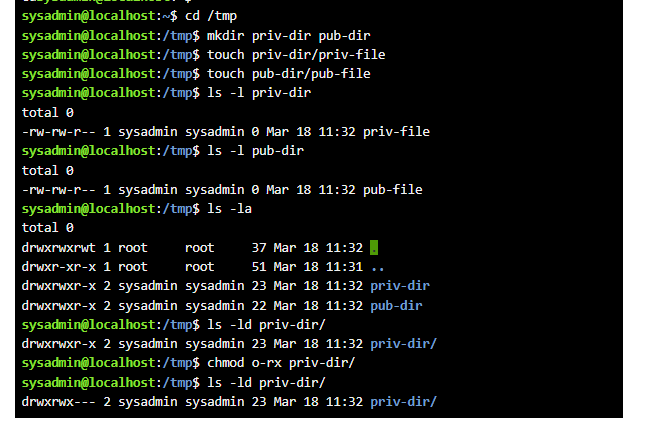 sysadmin@localhost:~$ cd /tmp
sysadmin@localhost:/tmp$ mkdir priv-dir pub-dir
sysadmin@localhost:/tmp$ touch priv-dir/priv-file
sysadmin@localhost:/tmp$ touch pub-dir/pub-file
sysadmin@localhost:/tmp$ ls -l priv-dir
total 0
-rw-rw-r-- 1 sysadmin sysadmin 0 Mar 18 11:32 priv-file
sysadmin@localhost:/tmp$ ls -l pub-dir
total 0
-rw-rw-r-- 1 sysadmin sysadmin 0 Mar 18 11:32 pub-file
sysadmin@localhost:/tmp$ ls -la
total 0
drwxrwxrwt 1 root     root     37 Mar 18 11:32 .
drwxr-xr-x 1 root     root     51 Mar 18 11:31 ..
drwxrwxr-x 2 sysadmin sysadmin 23 Mar 18 11:32 priv-dir
drwxrwxr-x 2 sysadmin sysadmin 22 Mar 18 11:32 pub-dir
sysadmin@localhost:/tmp$ ls -ld priv-dir/
drwxrwxr-x 2 sysadmin sysadmin 23 Mar 18 11:32 priv-dir/
sysadmin@localhost:/tmp$ chmod o-rx priv-dir/
sysadmin@localhost:/tmp$ ls -ld priv-dir/
drwxrwx--- 2 sysadmin sysadmin 23 Mar 18 11:32 priv-dir/